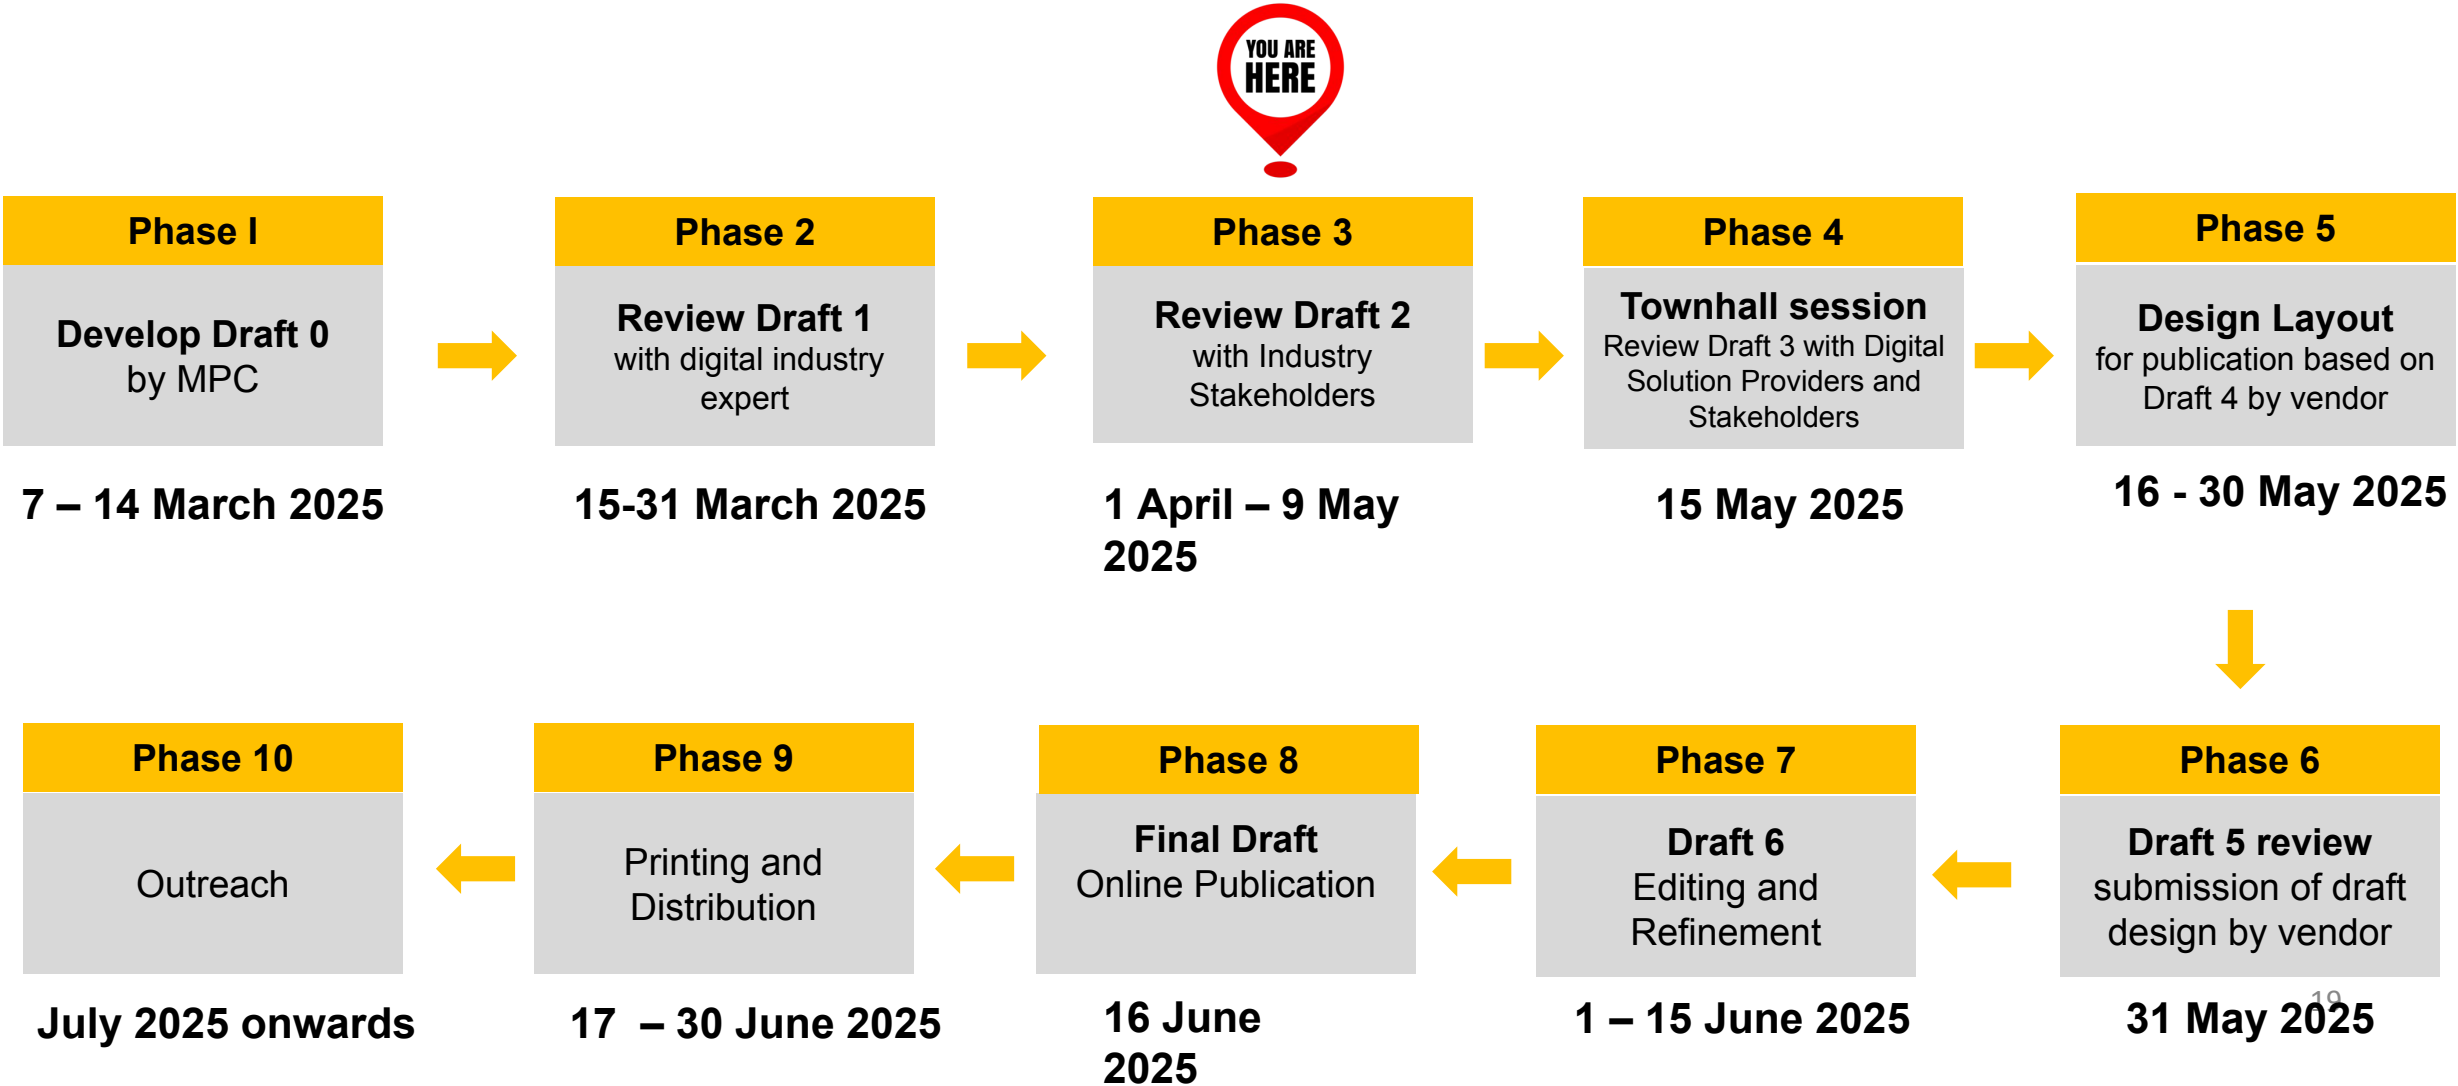 YOU ARE
HERE
Phase I
Develop Draft 0
by MPC
7 – 14 March 2025
Phase 2
Review Draft 1
with digital industry
expert
15-31 March 2025
Phase 3
Review Draft 2
with Industry
Stakeholders
1 April – 9 May
2025
Phase 4
Townhall session
Review Draft 3 with Digital
Solution Providers and
Stakeholders
15 May 2025
Phase 5
Design Layout
for publication based on
Draft 4 by vendor
16 - 30 May 2025
Phase 6
Draft 5 review
submission of draft
design by vendor
31 May 2025
19
Phase 7
Draft 6
Editing and
Refinement
1 – 15 June 2025
Phase 8
Final Draft
Online Publication
16 June
2025
Phase 9
Printing and
Distribution
17 – 30 June 2025
Phase 10
Outreach
July 2025 onwards